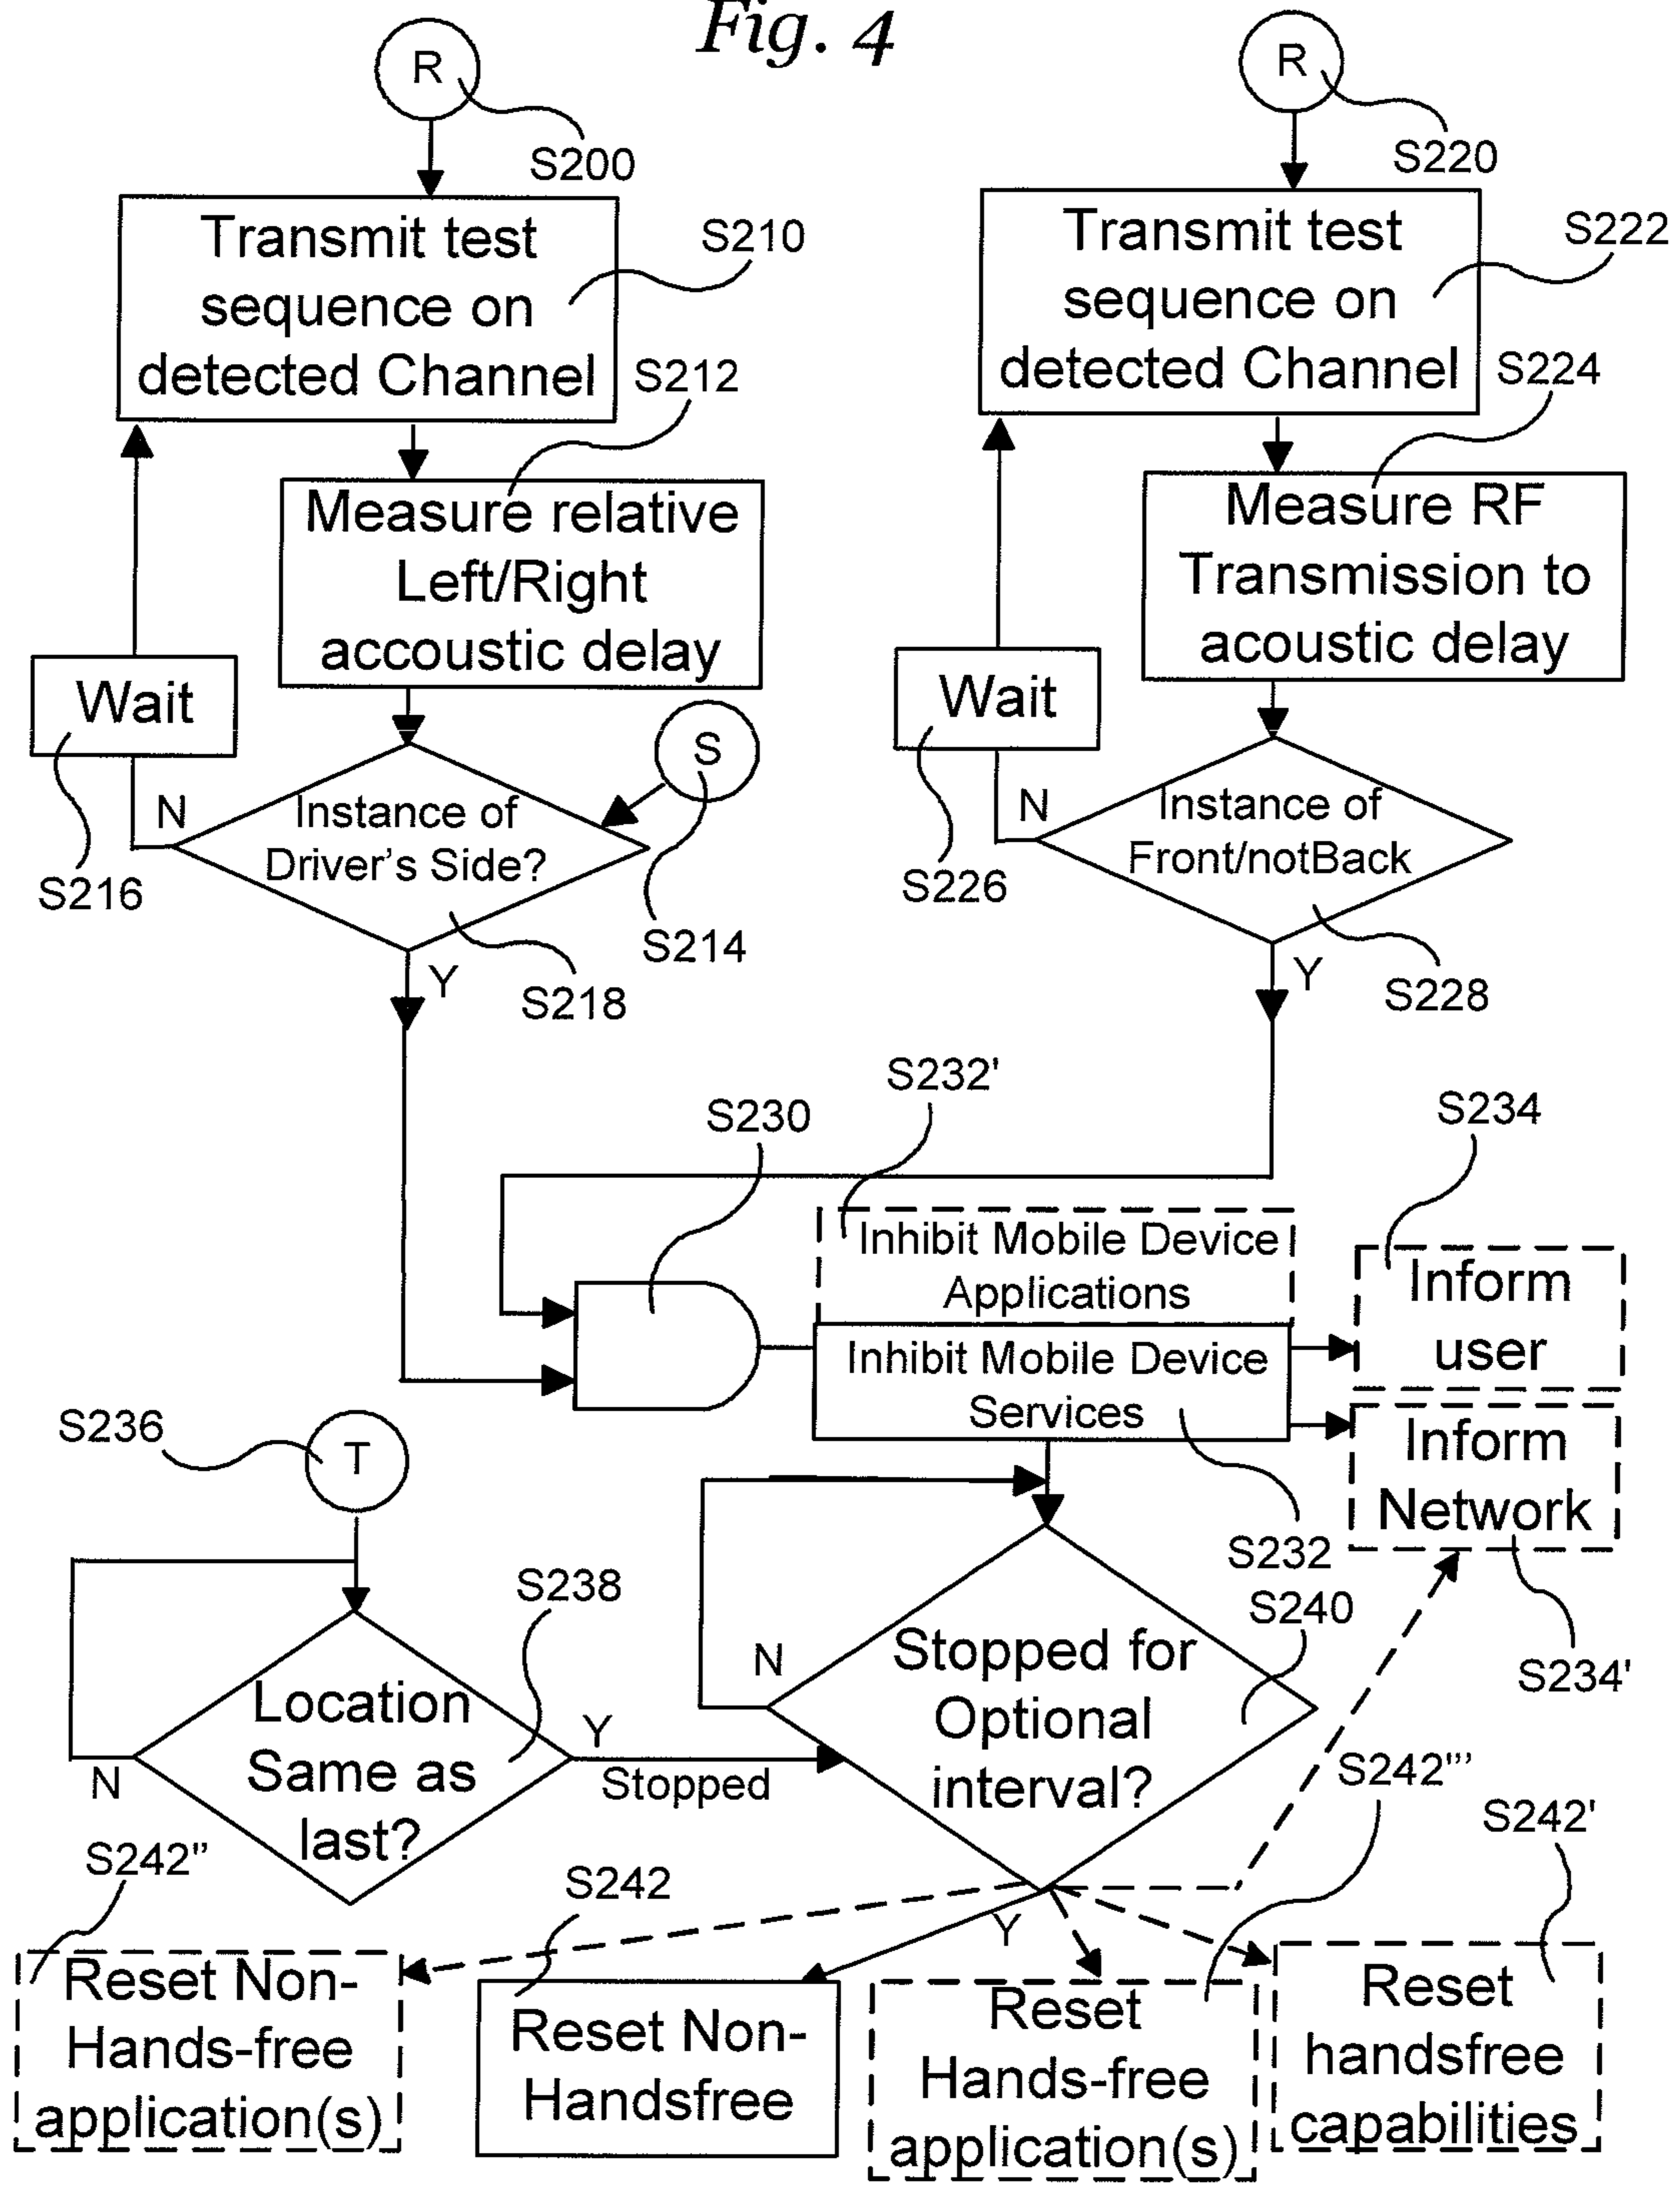 Fig. 4
R
S200
R
S220
Transmit test
sequence on
detected Channel
S210
Transmit test
sequence on
detected Channel
S222
S212
S224
Measure relative
Left/Right
accoustic delay
Measure RF
Transmission to
acoustic delay
Wait
S216
Wait
S226
S
S214
N
Instance of
Driver's Side?
N
Instance of
Front/notBack
Y
S218
Y
S228
S230
S232'
S234
Inhibit Mobile Device
Applications
Inhibit Mobile Device
Services
Inform
user
Inform
Network
S232
S234'
S236
T
S238
Location
Same as
last?
N
Y
Stopped
S240
Stopped for
Optional
interval?
N
Y
S242"
S242
S242'''
S242'
Reset Non-
Hands-free
application(s)
Reset Non-
Handsfree
Reset
Hands-free
application(s)
Reset
handsfree
capabilities